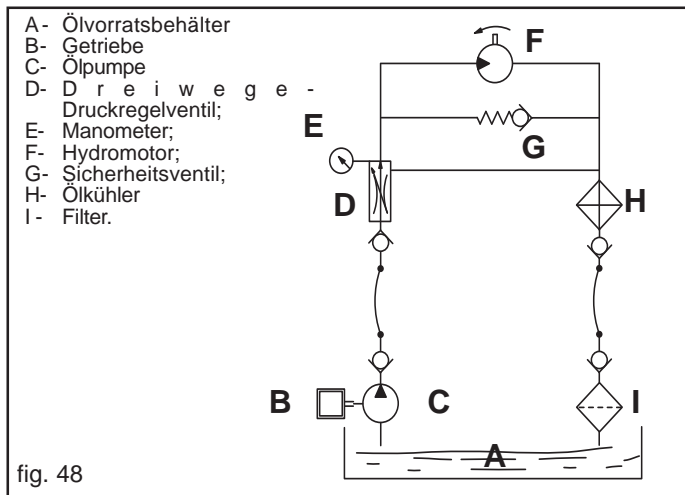 A- Ölvorratsbehälter
B- Getriebe
C- Ölpumpe
D- D r e i w e g e -
Druckregelventil;
E- Manometer;
F- Hydromotor;
G- Sicherheitsventil;
H- Ölkühler
I - Filter.
F
E
G
D
H
B
C
I
A
fig. 48